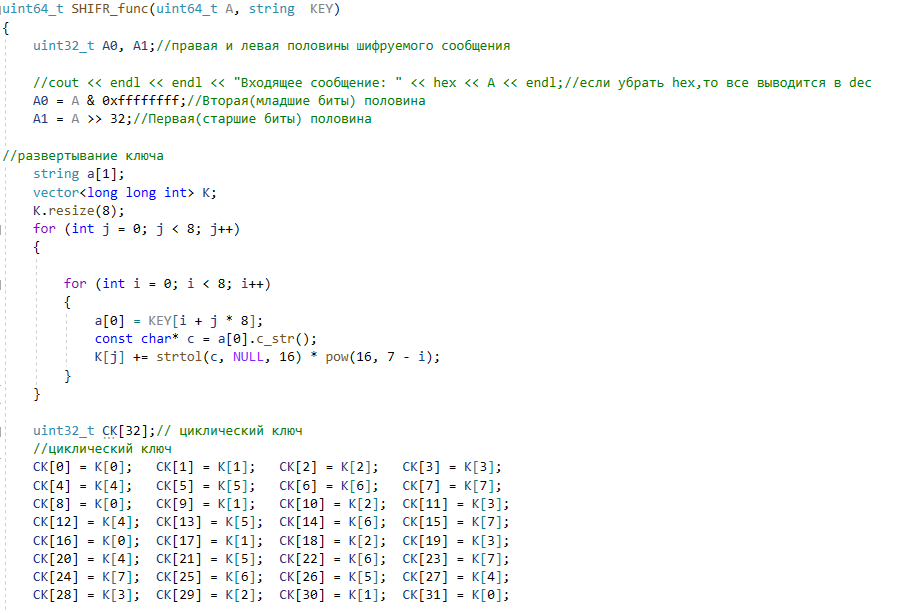 uint64_t SHIFR_func(uint64_t A, string  KEY)
{
    uint32_t A0, A1;//правая и левая половины шифруемого сообщения

    //cout << endl << endl << "Входящее сообщение: " << hex << A << endl;//если убрать hex,то все выводится в dec
    A0 = A & 0xffffffff;//Вторая(младшие биты) половина
    A1 = A >> 32;//Первая(старшие биты) половина

//развертывание ключа
    string a[1];
    vector<long long int> K;
    K.resize(8);
    for (int j = 0; j < 8; j++)
    {

        for (int i = 0; i < 8; i++)
        {
            a[0] = KEY[i + j * 8];
            const char* c = a[0].c_str();
            K[j] += strtol(c, NULL, 16) * pow(16, 7 - i);
        }
    }

    uint32_t CK[32];// циклический ключ
    //циклический ключ
    CK[0] = K[0];   CK[1] = K[1];   CK[2] = K[2];   CK[3] = K[3];
    CK[4] = K[4];   CK[5] = K[5];   CK[6] = K[6];   CK[7] = K[7];
    CK[8] = K[0];   CK[9] = K[1];   CK[10] = K[2];  CK[11] = K[3];
    CK[12] = K[4];  CK[13] = K[5];  CK[14] = K[6];  CK[15] = K[7];
    CK[16] = K[0];  CK[17] = K[1];  CK[18] = K[2];  CK[19] = K[3];
    CK[20] = K[4];  CK[21] = K[5];  CK[22] = K[6];  CK[23] = K[7];
    CK[24] = K[7];  CK[25] = K[6];  CK[26] = K[5];  CK[27] = K[4];
    CK[28] = K[3];  CK[29] = K[2];  CK[30] = K[1];  CK[31] = K[0];